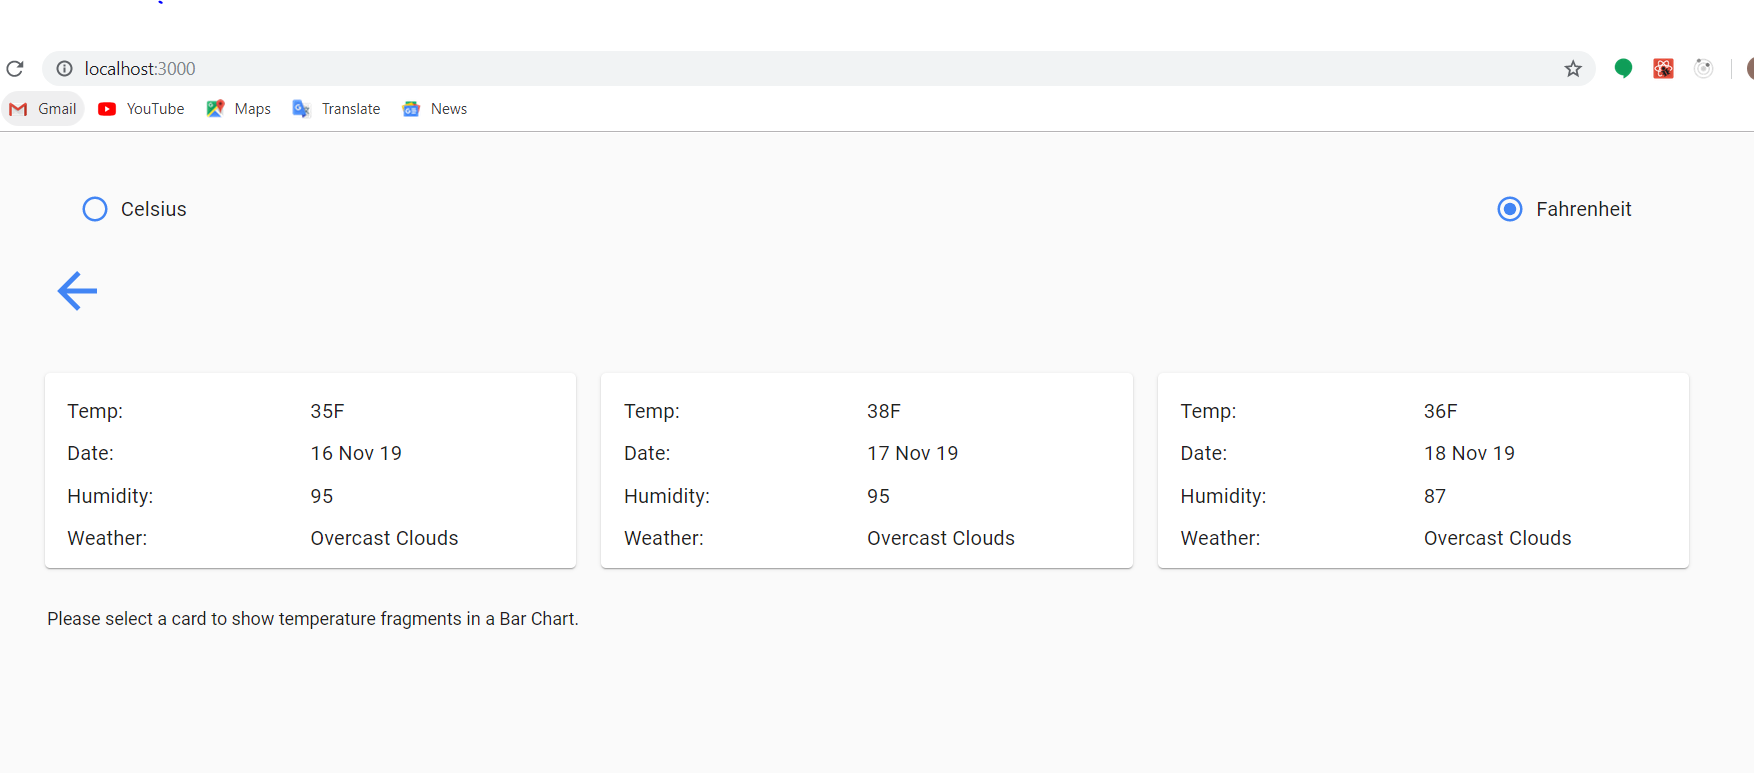 localhost:3000
Gmail YouTube Maps Translate News
Celsius Fahrenheit
Temp: 35F Temp: 38F Temp: 36F
Date: 16 Nov 19 Date: 17 Nov 19 Date: 18 Nov 19
Humidity: 95 Humidity: 95 Humidity: 87
Weather: Overcast Clouds Weather: Overcast Clouds Weather: Overcast Clouds
Please select a card to show temperature fragments in a Bar Chart.